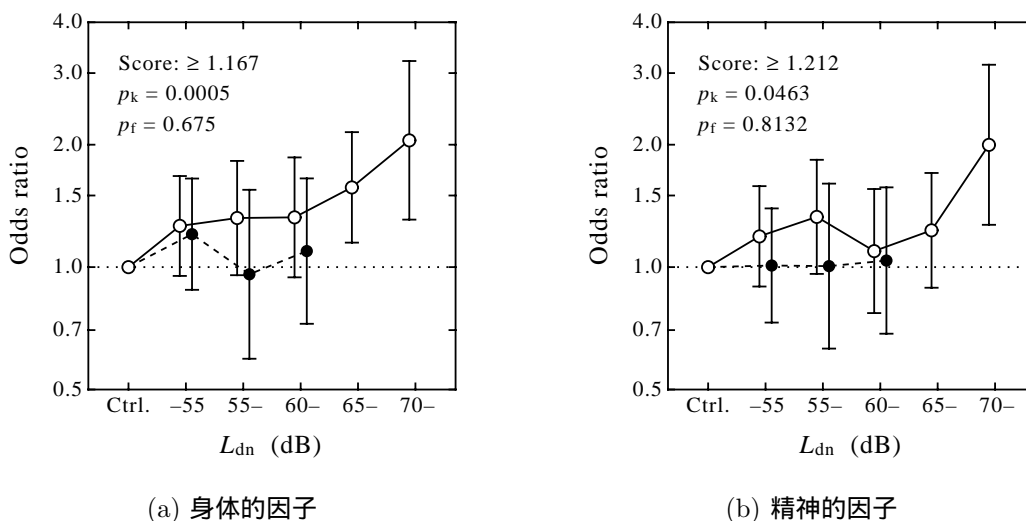 4.0
3.0
2.0
1.5
1.0
0.7
0.5
Odds ratio
Score: ≥ 1.167
pk = 0.0005
pf = 0.675
Ctrl. –55 55– 60– 65– 70–
Ldn (dB)
(a) 身体的因子
4.0
3.0
2.0
1.5
1.0
0.7
0.5
Odds ratio
Score: ≥ 1.212
pk = 0.0463
pf = 0.8132
Ctrl. –55 55– 60– 65– 70–
Ldn (dB)
(b) 精神的因子